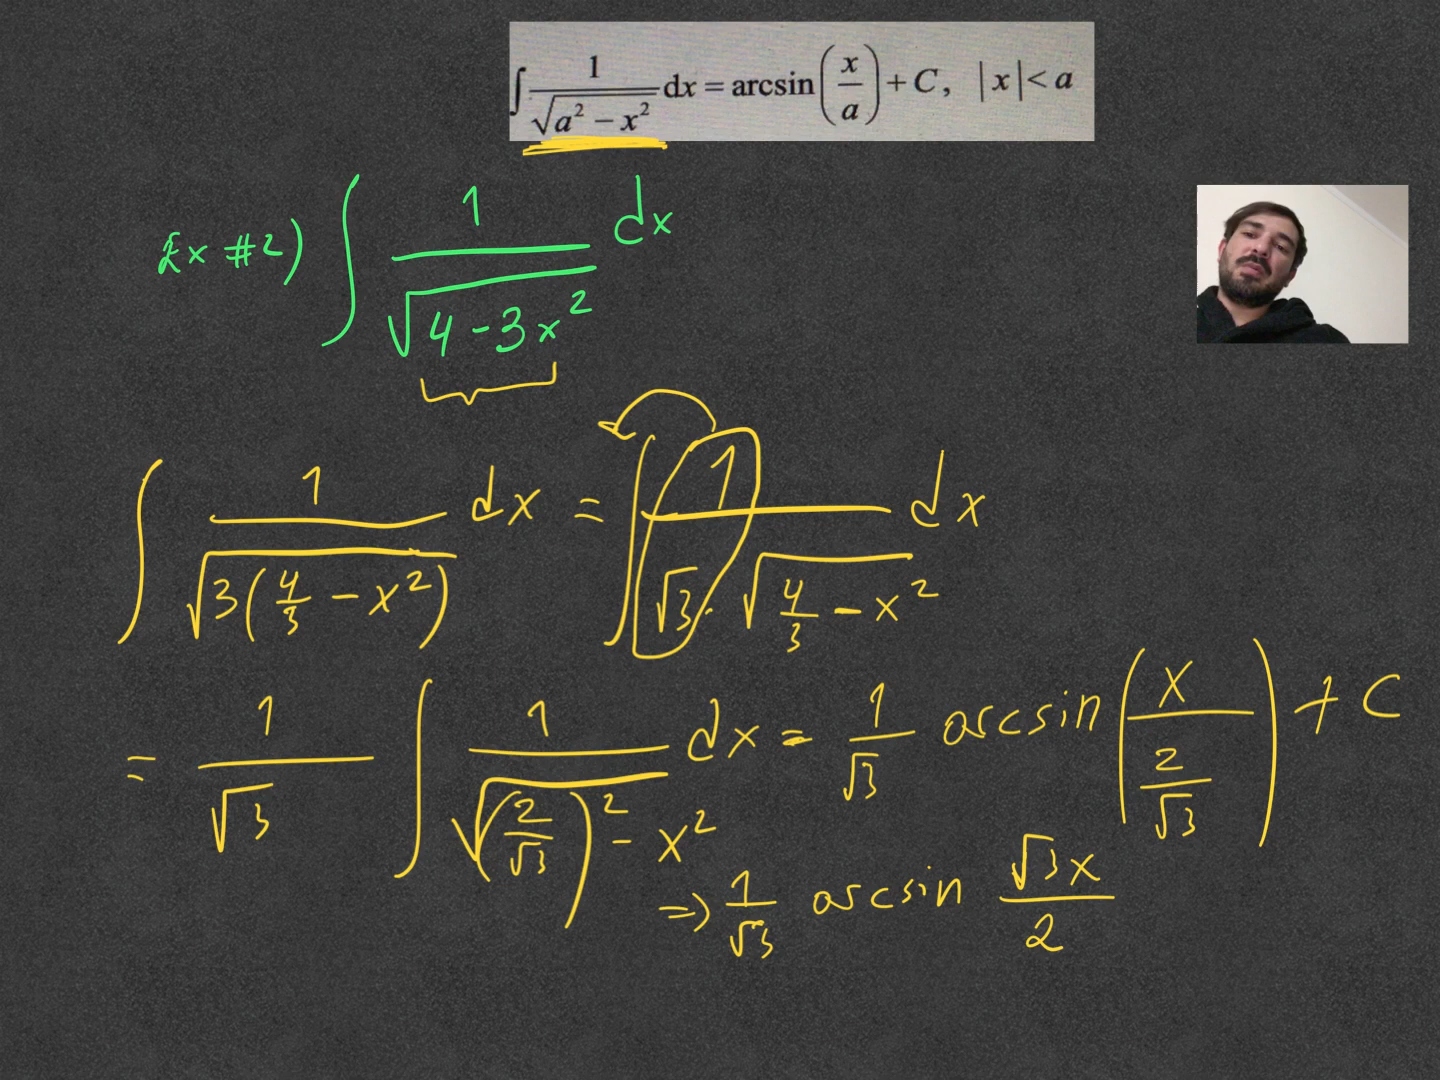 ∫ 1/√(a² − x²) dx = arcsin(x/a) + C, |x| < a
Ex #2) ∫ 1/√(4 - 3x²) dx
∫ 1/√(3(4/3 − x²)) dx = ∫ 1/(√3 · √(4/3 − x²)) dx
= 1/√3 ∫ 1/√((2/√3)² - x²) dx = 1/√3 arcsin(x/(2/√3)) + C
⇒ 1/√3 arcsin √3x/2